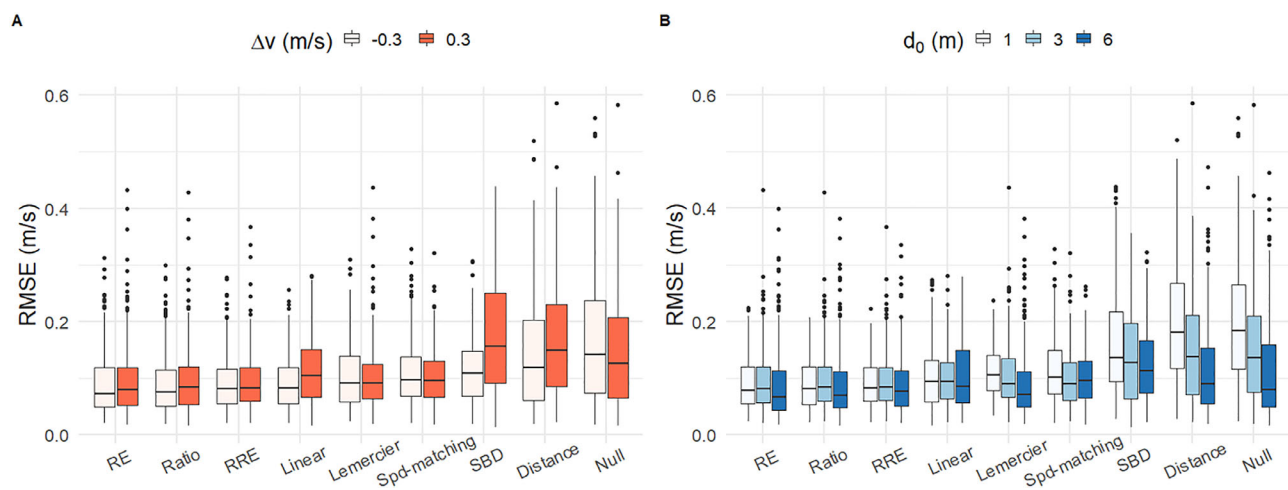 A
Δv (m/s) -0.3 0.3
RMSE (m/s)
0.6
0.4
0.2
0.0
RE Ratio RRE Linear Lemercier Spd-matching SBD Distance Null
B
d₀ (m) 1 3 6
RMSE (m/s)
0.6
0.4
0.2
0.0
RE Ratio RRE Linear Lemercier Spd-matching SBD Distance Null